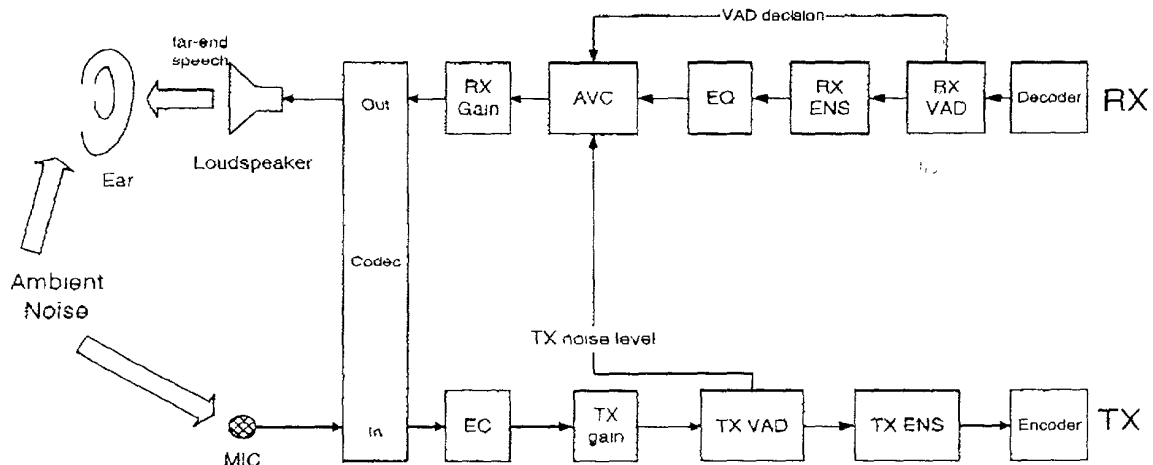 VAD decision
far-end
speech
Out
RX
Gain
AVC
EQ
RX
ENS
RX
VAD
Decoder
RX
Loudspeaker
Ear
Codec
Ambient
Noise
TX noise level
In
EC
TX
gain
TX VAD
TX ENS
Encoder
TX
MIC